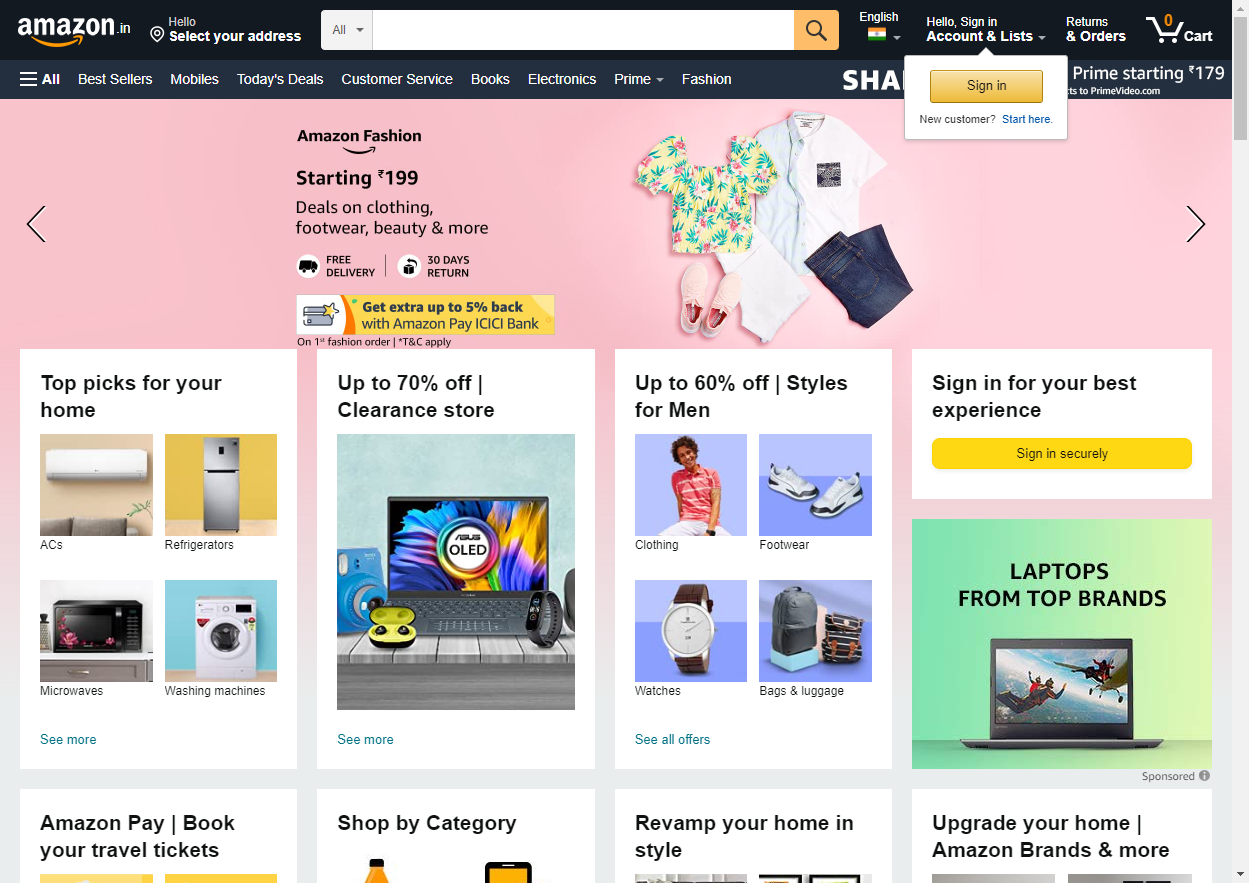 amazon.in
Hello
Select your address
All
English
Hello, Sign in
Account & Lists
Returns
& Orders
0
Cart
All
Best Sellers
Mobiles
Today's Deals
Customer Service
Books
Electronics
Prime
Fashion
Prime starting ₹179
to PrimeVideo.com
Sign in
New customer? Start here.
Amazon Fashion
Starting ₹199
Deals on clothing,
footwear, beauty & more
FREE
DELIVERY
30 DAYS
RETURN
Get extra up to 5% back
with Amazon Pay ICICI Bank
On 1st fashion order | *T&C apply
Top picks for your
home
ACs
Refrigerators
Microwaves
Washing machines
See more
Up to 70% off |
Clearance store
ASUS
OLED
See more
Up to 60% off | Styles
for Men
Clothing
Footwear
Watches
Bags & luggage
See all offers
Sign in for your best
experience
Sign in securely
LAPTOPS
FROM TOP BRANDS
Sponsored
Amazon Pay | Book
your travel tickets
Shop by Category
Revamp your home in
style
Upgrade your home |
Amazon Brands & more